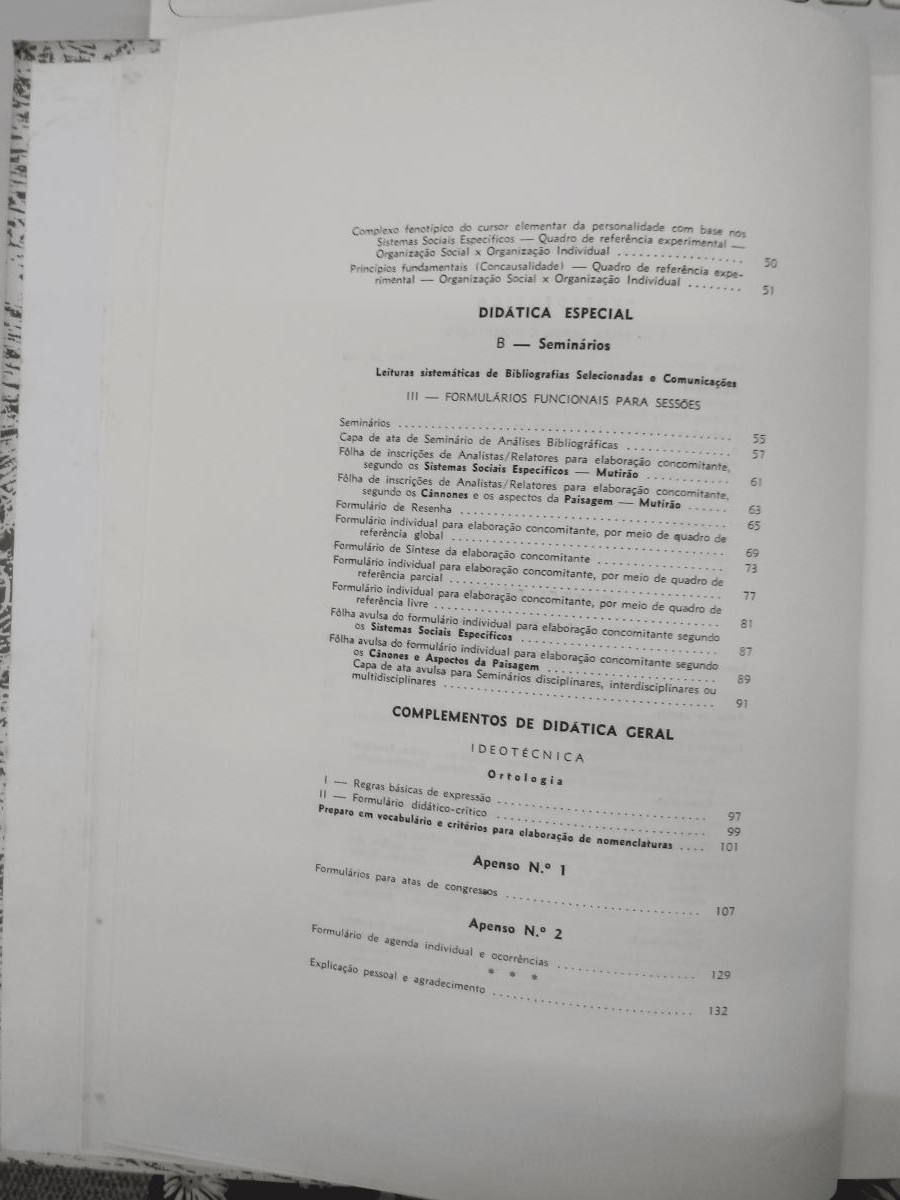 Complexo fenotípico do cursor elementar da personalidade com base nos
Sistemas Sociais Específicos — Quadro de referência experimental —
Organização Social x Organização Individual .................. 50
Princípios fundamentais (Concausalidade) — Quadro de referência expe-
rimental — Organização Social x Organização Individual ........ 51
DIDÁTICA ESPECIAL
B — Seminários
Leituras sistemáticas de Bibliografias Selecionadas e Comunicações
III — FORMULÁRIOS FUNCIONAIS PARA SESSÕES
Seminários ................................................ 55
Capa de ata de Seminário de Análises Bibliográficas ............... 57
Fôlha de inscrições de Analistas/Relatores para elaboração concomitante,
segundo os Sistemas Sociais Específicos — Mutirão ............ 61
Fôlha de inscrições de Analistas/Relatores para elaboração concomitante,
segundo os Cânnones e os aspectos da Paisagem — Mutirão ...... 63
Formulário de Resenha ...................................... 65
Formulário individual para elaboração concomitante, por meio de quadro de
referência global ........................................ 69
Formulário de Síntese da elaboração concomitante .................. 73
Formulário individual para elaboração concomitante, por meio de quadro de
referência parcial ........................................ 77
Formulário individual para elaboração concomitante, por meio de quadro de
referência livre .......................................... 81
Fôlha avulsa do formulário individual para elaboração concomitante segundo
os Sistemas Sociais Específicos ............................ 87
Fôlha avulsa do formulário individual para elaboração concomitante segundo
os Cânones e Aspectos da Paisagem ........................ 89
Capa de ata avulsa para Seminários disciplinares, interdisciplinares ou
multidisciplinares ........................................ 91
COMPLEMENTOS DE DIDÁTICA GERAL
IDEOTÉCNICA
Ortologia
I — Regras básicas de expressão .............................. 97
II — Formulário didático-crítico .............................. 99
Preparo em vocabulário e critérios para elaboração de nomenclaturas .... 101
Apenso N.º 1
Formulários para atas de congressos ............................ 107
Apenso N.º 2
Formulário de agenda individual e ocorrências .................... 129
* * *
Explicação pessoal e agradecimento .............................. 132